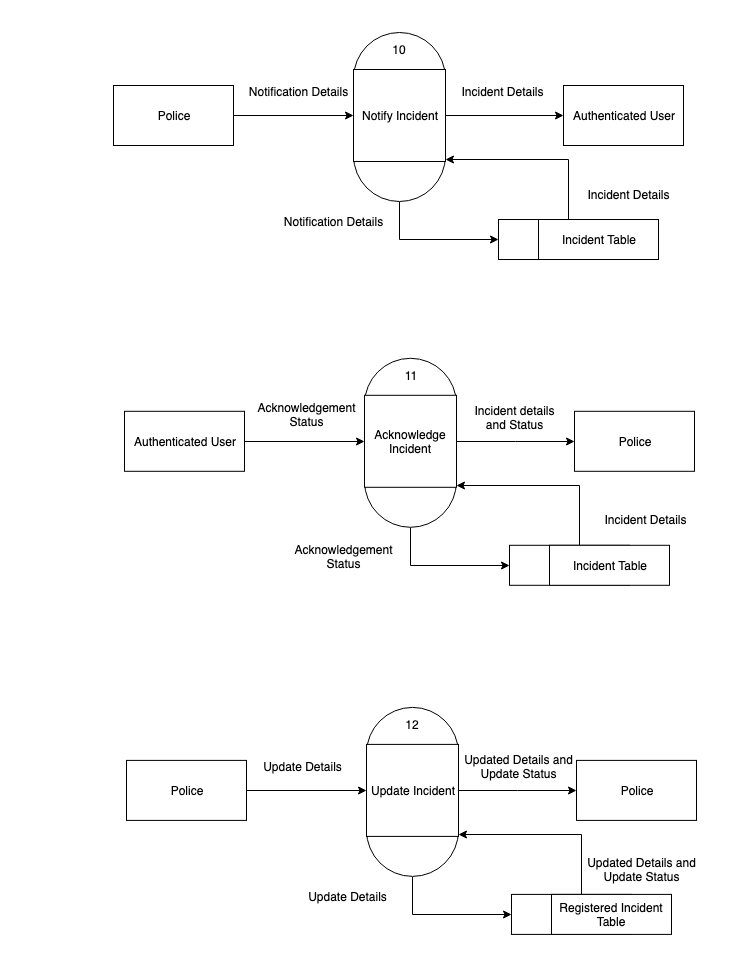 10
Notification Details
Incident Details
Police
Notify Incident
Authenticated User
Incident Details
Notification Details
Incident Table
11
Acknowledgement
Status
Incident details
and Status
Authenticated User
Acknowledge
Incident
Police
Incident Details
Acknowledgement
Status
Incident Table
12
Update Details
Updated Details and
Update Status
Police
Update Incident
Police
Updated Details and
Update Status
Update Details
Registered Incident
Table